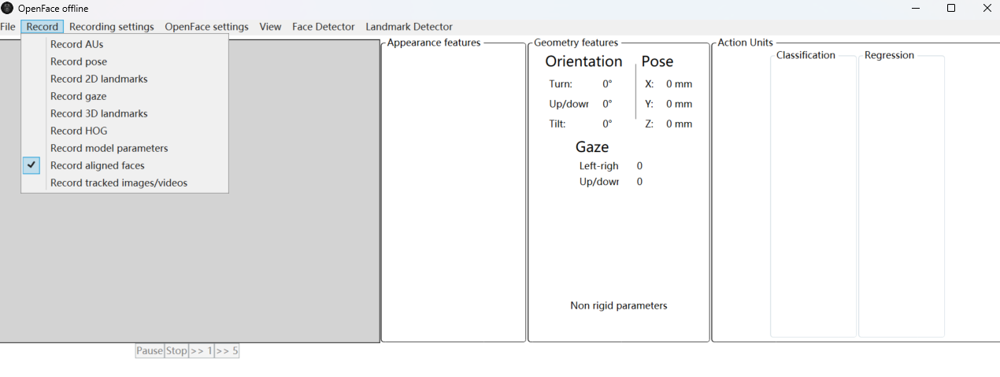 OpenFace offline
File Record Recording settings OpenFace settings View Face Detector Landmark Detector
Record AUs
Record pose
Record 2D landmarks
Record gaze
Record 3D landmarks
Record HOG
Record model parameters
Record aligned faces
Record tracked images/videos
Pause Stop >> 1 >> 5
Appearance features
Geometry features
Orientation Pose
Turn: 0° X: 0 mm
Up/dowr 0° Y: 0 mm
Tilt: 0° Z: 0 mm
Gaze
Left-righ 0
Up/dowr 0
Non rigid parameters
Action Units
Classification Regression